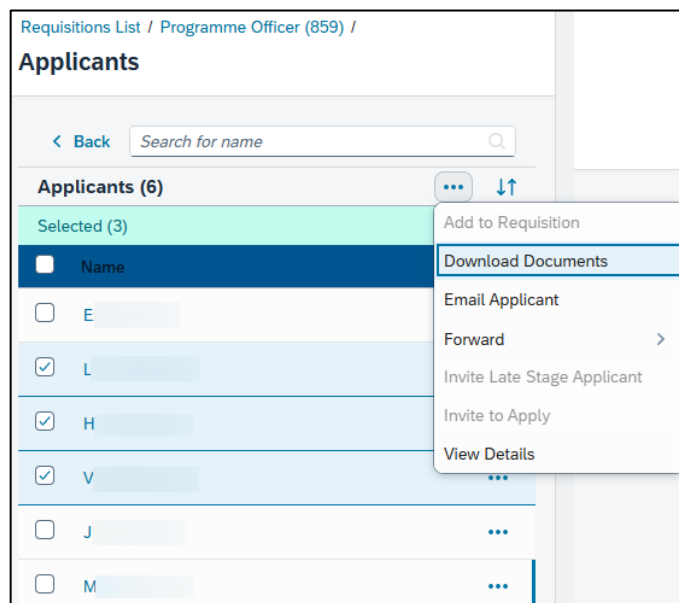 Requisitions List / Programme Officer (859) /
Applicants
Back
Search for name
Applicants (6)
Selected (3)
Name
E
L
H
V
J
M
Add to Requisition
Download Documents
Email Applicant
Forward
Invite Late Stage Applicant
Invite to Apply
View Details